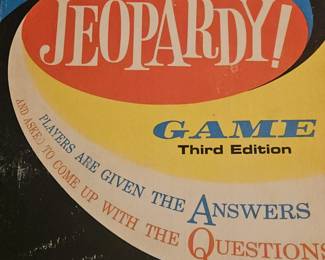 JEOPARDY!
GAME
Third Edition
PLAYERS ARE GIVEN THE ANSWERS
AND ASKED TO COME UP WITH THE QUESTIONS